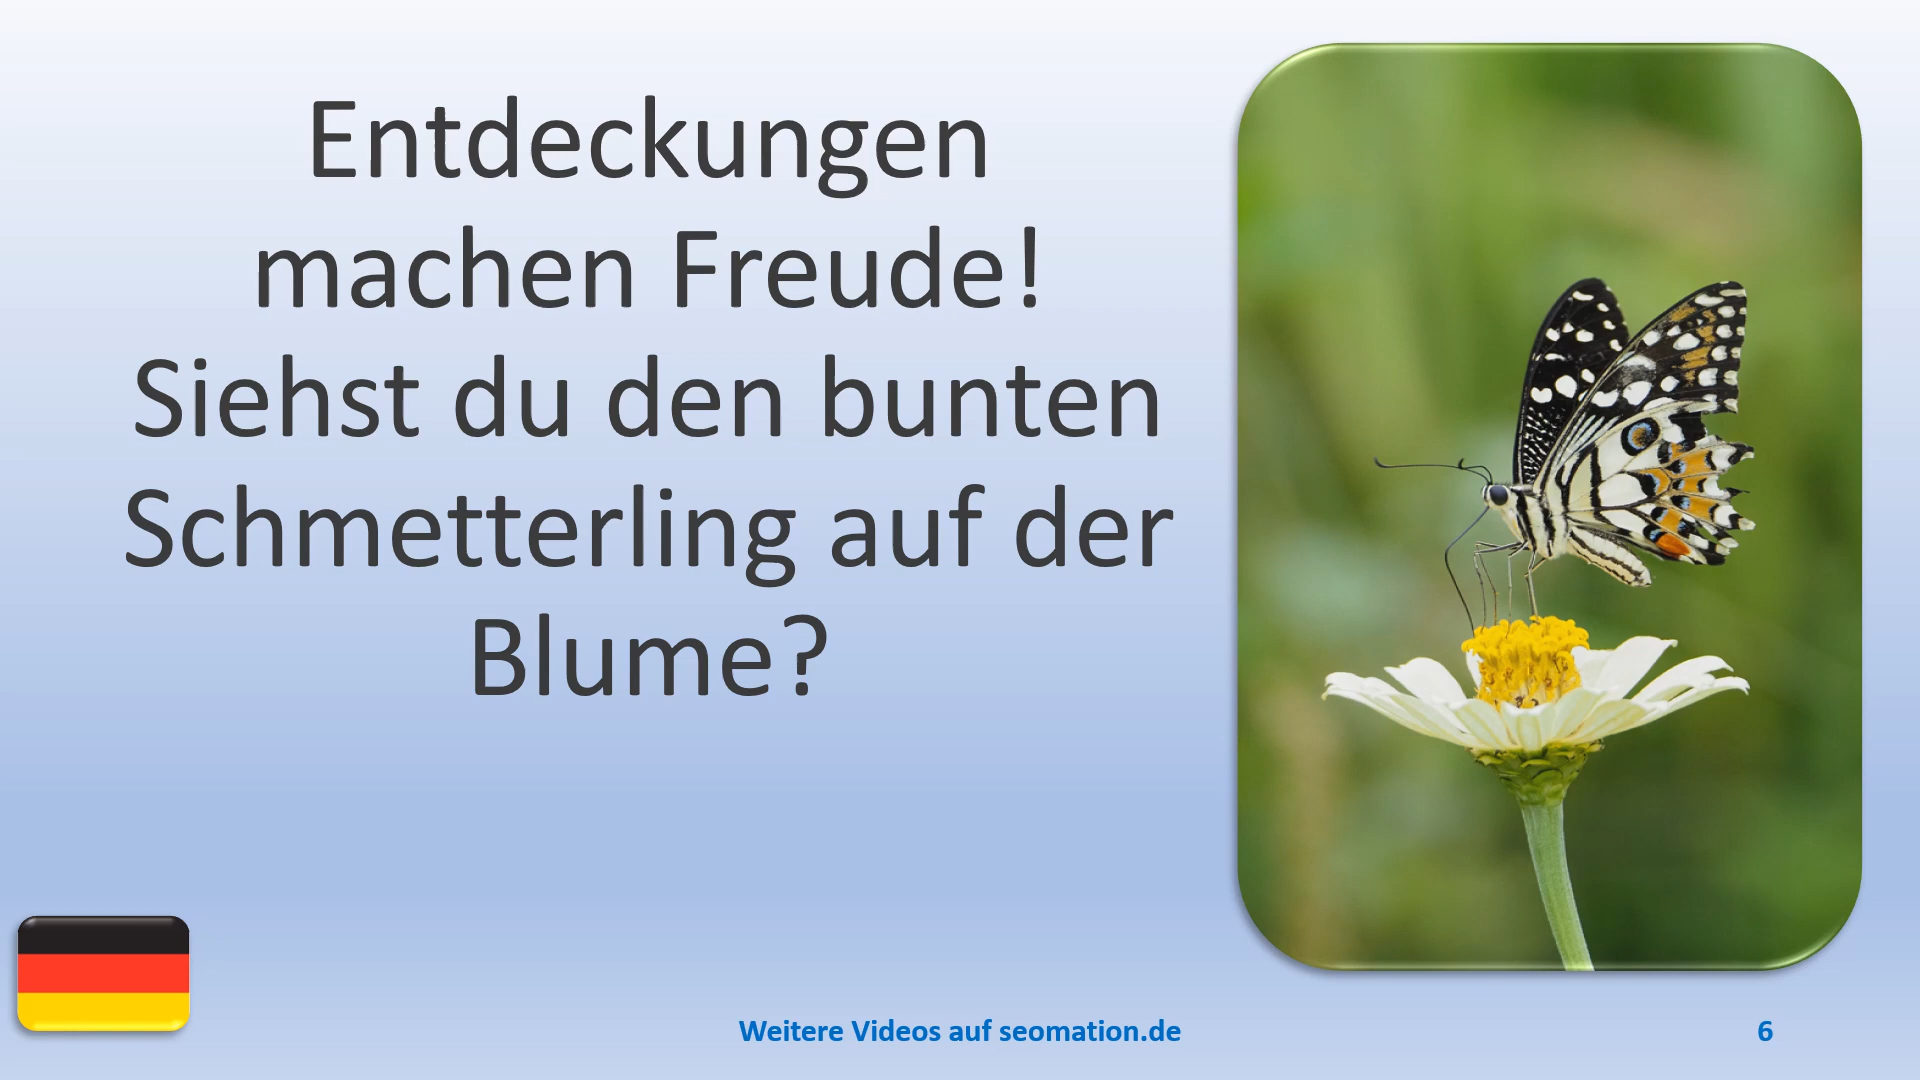 Entdeckungen
machen Freude!
Siehst du den bunten
Schmetterling auf der
Blume?
Weitere Videos auf seomation.de
6